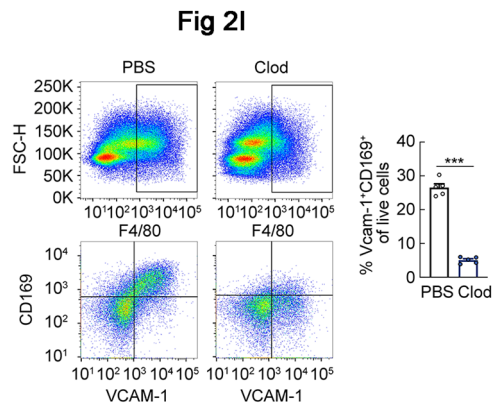 Fig 2I
PBS Clod
FSC-H
250K
200K
150K
100K
50K
0K
10¹10²10³10⁴10⁵ 10¹10²10³10⁴10⁵
F4/80 F4/80
CD169
10⁴
10³
10²
10¹
10¹ 10² 10³ 10⁴ 10⁵ 10¹ 10² 10³ 10⁴ 10⁵
VCAM-1 VCAM-1
% Vcam-1⁺CD169⁺
of live cells
40
30
20
10
0
***
PBS Clod